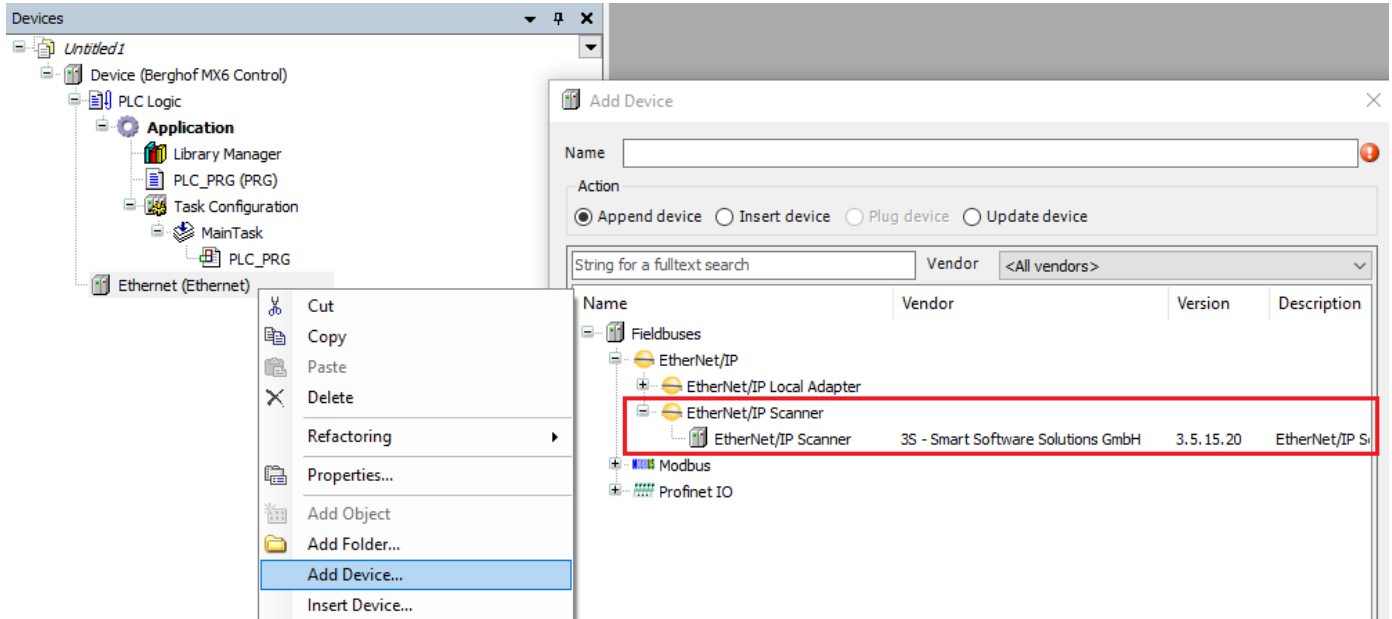 Devices
Untitled1
Device (Berghof MX6 Control)
PLC Logic
Application
Library Manager
PLC_PRG (PRG)
Task Configuration
MainTask
PLC_PRG
Ethernet (Ethernet)
Cut
Copy
Paste
Delete
Refactoring
Properties...
Add Object
Add Folder...
Add Device...
Insert Device...
Add Device
Name
Action
Append device Insert device Plug device Update device
String for a fulltext search Vendor <All vendors>
Name Vendor Version Description
Fieldbuses
EtherNet/IP
EtherNet/IP Local Adapter
EtherNet/IP Scanner
EtherNet/IP Scanner 3S - Smart Software Solutions GmbH 3.5.15.20 EtherNet/IP S
Modbus
Profinet IO